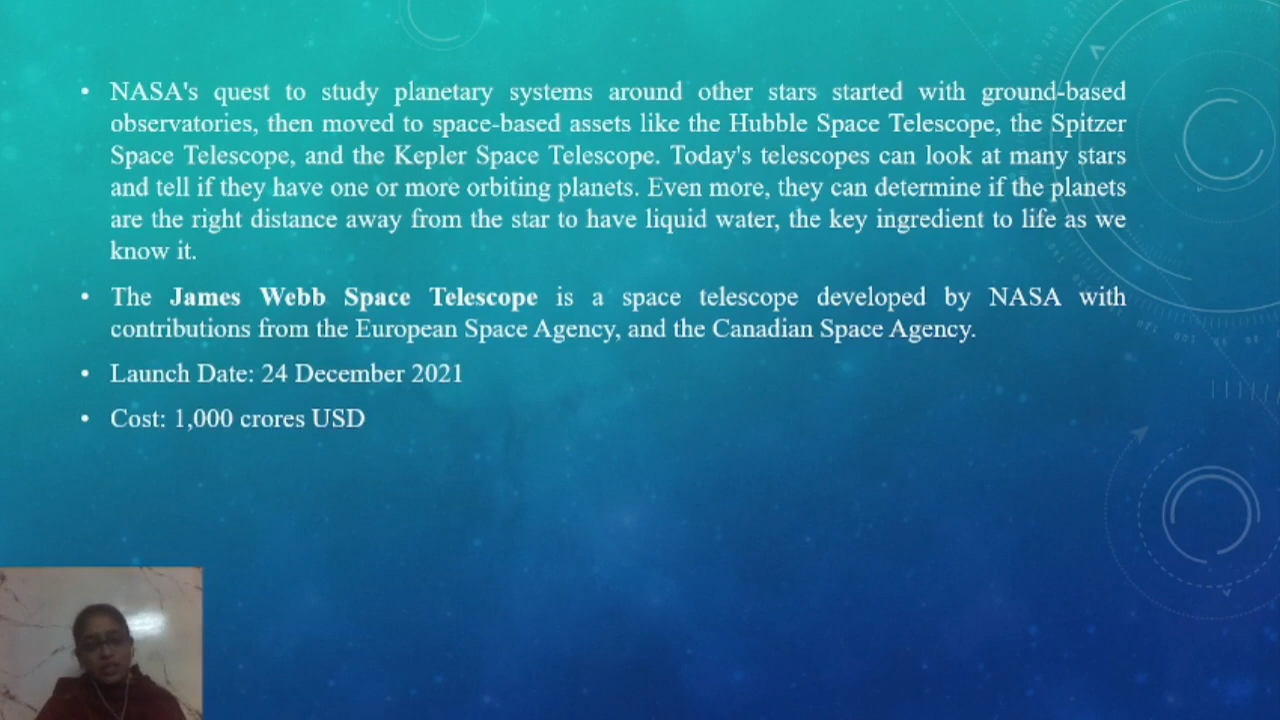 • NASA's quest to study planetary systems around other stars started with ground-based
observatories, then moved to space-based assets like the Hubble Space Telescope, the Spitzer
Space Telescope, and the Kepler Space Telescope. Today's telescopes can look at many stars
and tell if they have one or more orbiting planets. Even more, they can determine if the planets
are the right distance away from the star to have liquid water, the key ingredient to life as we
know it.
• The James Webb Space Telescope is a space telescope developed by NASA with
contributions from the European Space Agency, and the Canadian Space Agency.
• Launch Date: 24 December 2021
• Cost: 1,000 crores USD